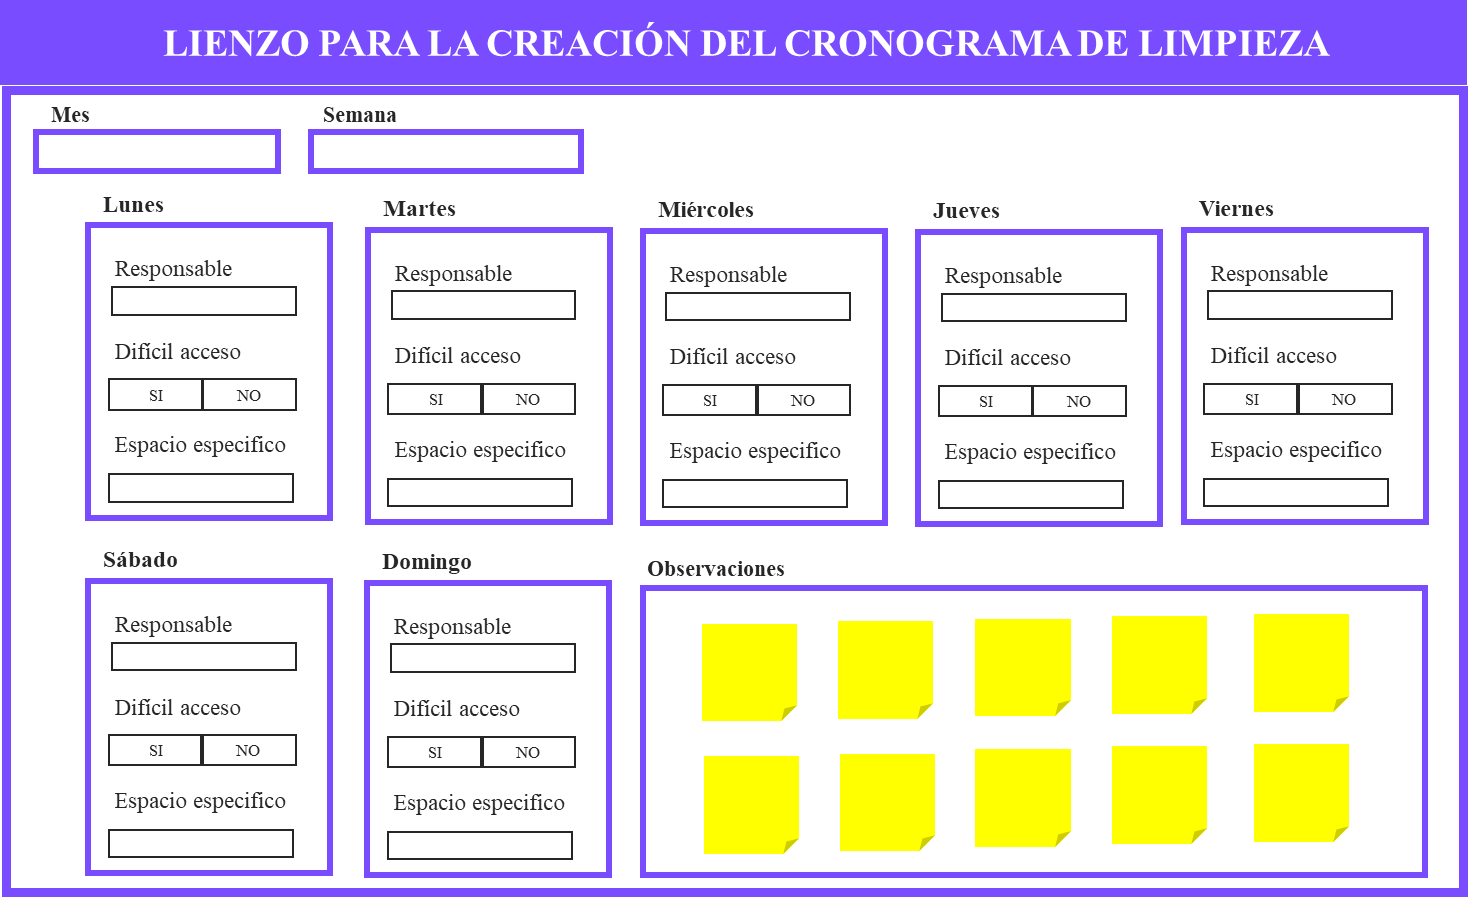 LIENZO PARA LA CREACIÓN DEL CRONOGRAMA DE LIMPIEZA
Mes
Semana
Lunes
Responsable
Difícil acceso
SI NO
Espacio especifico
Martes
Responsable
Difícil acceso
SI NO
Espacio especifico
Miércoles
Responsable
Difícil acceso
SI NO
Espacio especifico
Jueves
Responsable
Difícil acceso
SI NO
Espacio especifico
Viernes
Responsable
Difícil acceso
SI NO
Espacio especifico
Sábado
Responsable
Difícil acceso
SI NO
Espacio especifico
Domingo
Responsable
Difícil acceso
SI NO
Espacio especifico
Observaciones